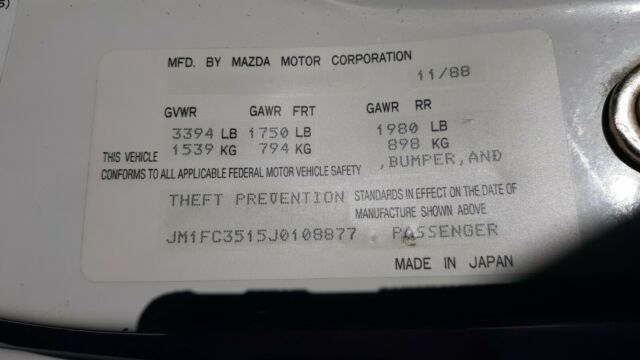 MFD. BY MAZDA MOTOR CORPORATION
11/88
GVWR GAWR FRT GAWR RR
3394 LB 1750 LB 1980 LB
THIS VEHICLE 1539 KG 794 KG 898 KG
CONFORMS TO ALL APPLICABLE FEDERAL MOTOR VEHICLE SAFETY ,BUMPER,AND
THEFT PREVENTION STANDARDS IN EFFECT ON THE DATE OF
MANUFACTURE SHOWN ABOVE
JM1FC3515J0108877 PASSENGER
MADE IN JAPAN